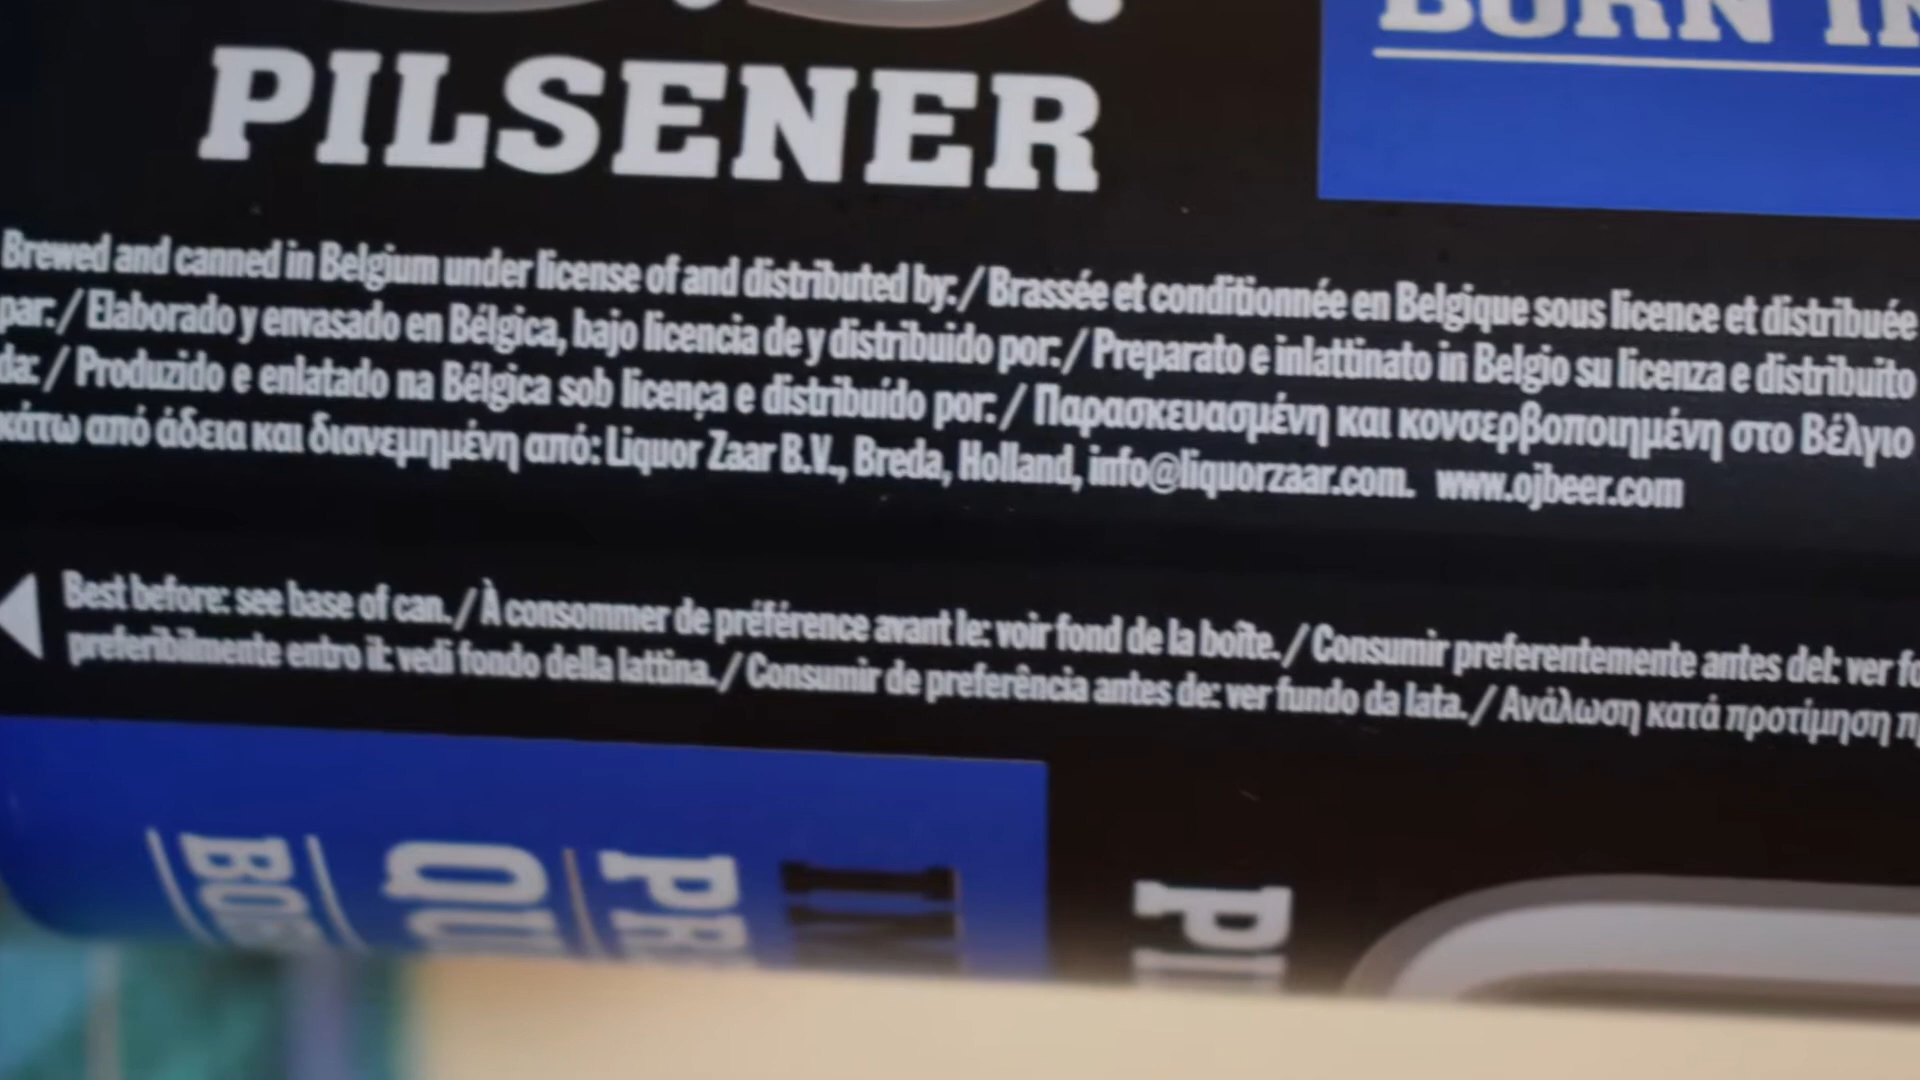 PILSENER
Brewed and canned in Belgium under license of and distributed by: / Brassée et conditionnée en Belgique sous licence et distribuée
par: / Elaborado y envasado en Bélgica, bajo licencia de y distribuido por: / Preparato e inlattinato in Belgio su licenza e distribuito
da: / Produzido e enlatado na Bélgica sob licença e distribuído por: / Παρασκευασμένη και κονσερβοποιημένη στο Βέλγιο
κάτω από άδεια και διανεμημένη από: Liquor Zaar B.V., Breda, Holland, info@liquorzaar.com. www.ojbeer.com
Best before: see base of can. / À consommer de préférence avant le: voir fond de la boîte. / Consumir preferentemente antes del: ver
preferibilmente entro il: vedi fondo della lattina. / Consumir de preferência antes de: ver fundo da lata. / Ανάλωση κατά προτίμηση